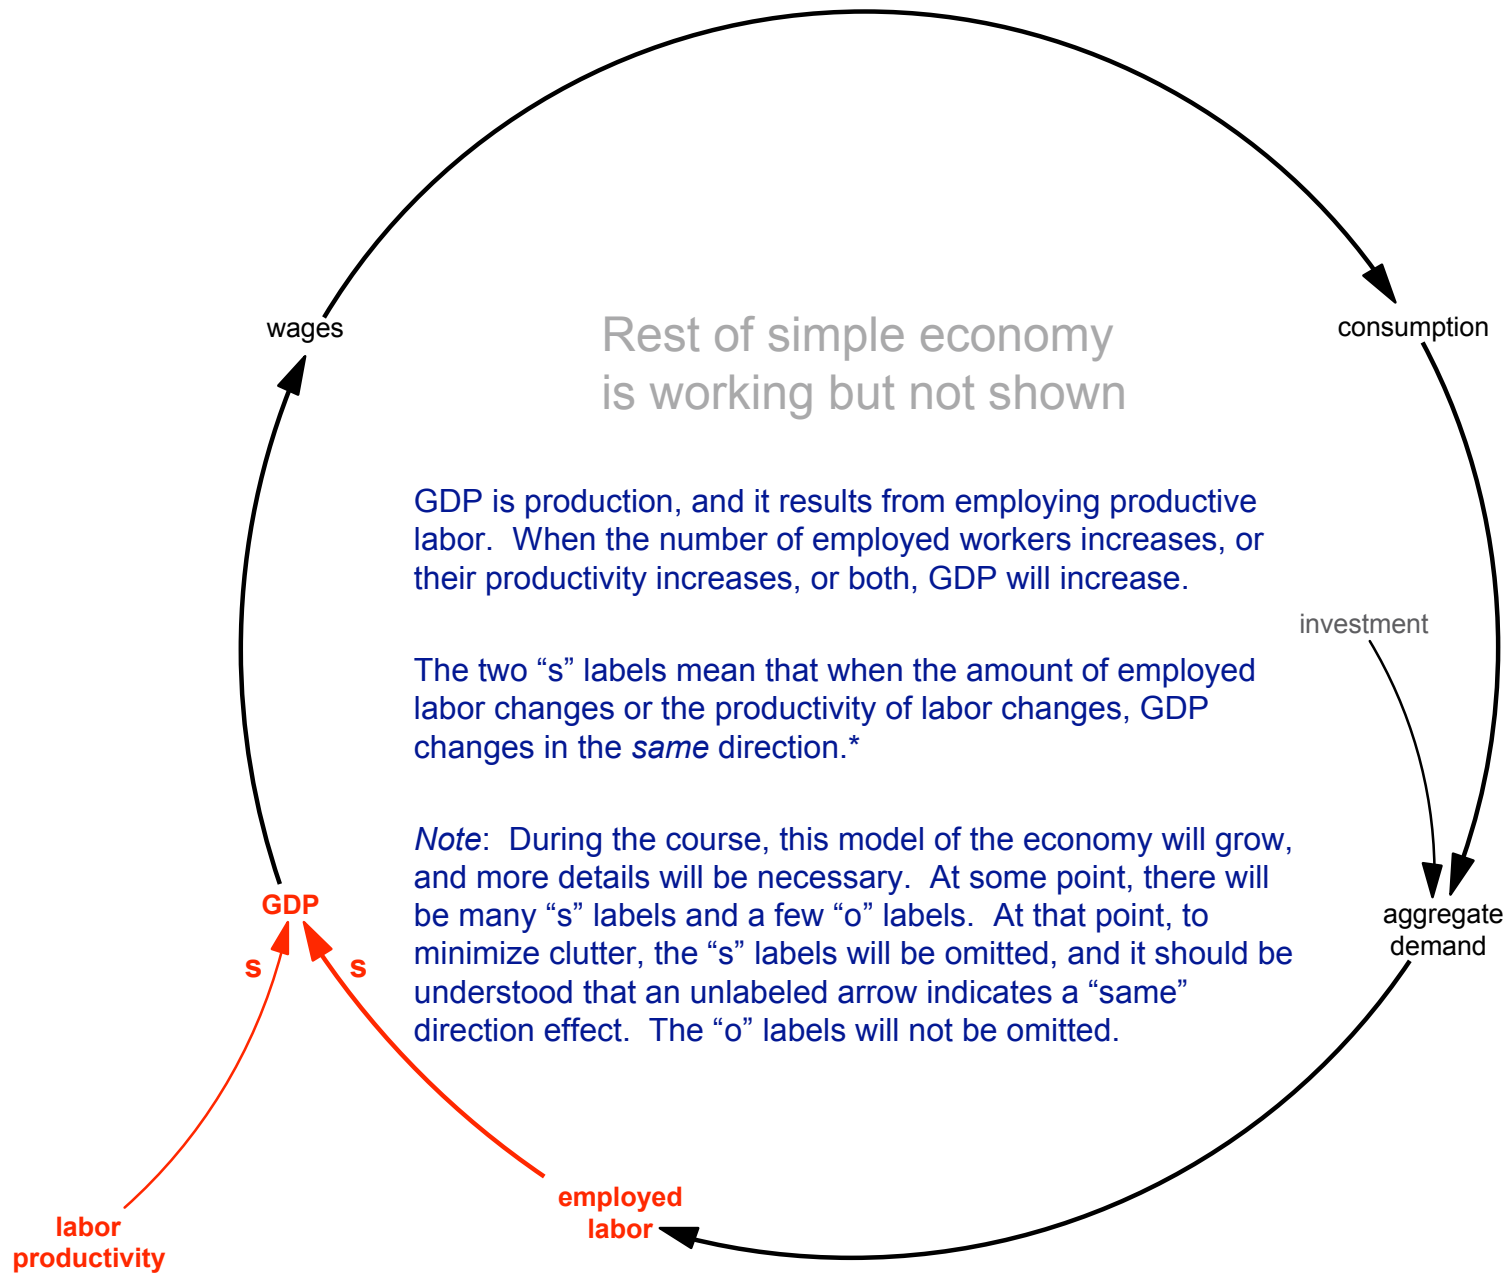 wages
Rest of simple economy
is working but not shown
consumption
GDP is production, and it results from employing productive
labor.  When the number of employed workers increases, or
their productivity increases, or both, GDP will increase.
investment
The two “s” labels mean that when the amount of employed
labor changes or the productivity of labor changes, GDP
changes in the same direction.*
Note:  During the course, this model of the economy will grow,
and more details will be necessary.  At some point, there will
be many “s” labels and a few “o” labels.  At that point, to
minimize clutter, the “s” labels will be omitted, and it should be
understood that an unlabeled arrow indicates a “same”
direction effect.  The “o” labels will not be omitted.
GDP
s
s
aggregate
demand
employed
labor
labor
productivity